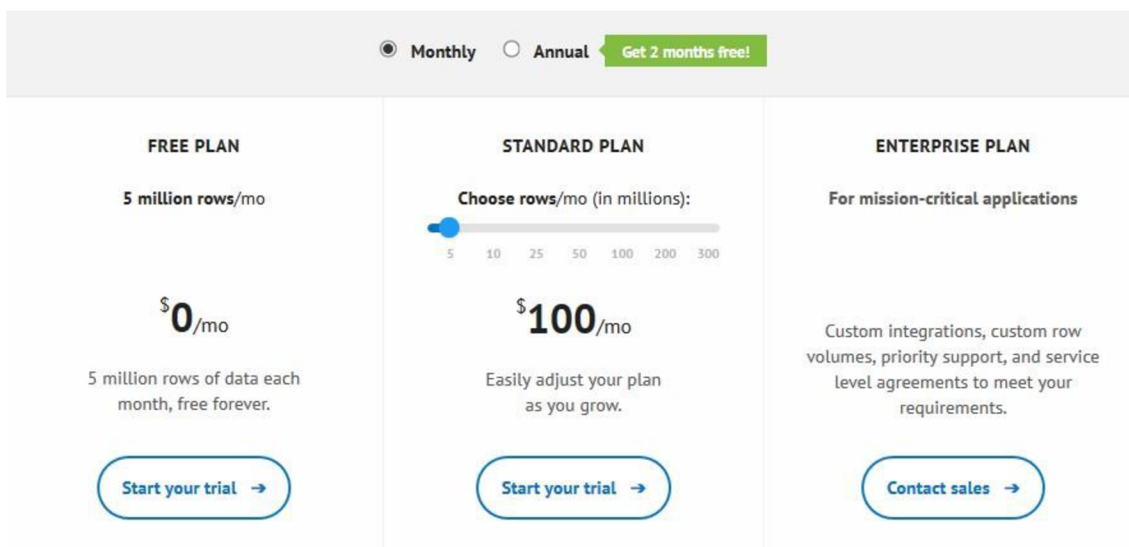 Monthly Annual Get 2 months free!
FREE PLAN
5 million rows/mo
$0/mo
5 million rows of data each
month, free forever.
Start your trial →
STANDARD PLAN
Choose rows/mo (in millions):
5 10 25 50 100 200 300
$100/mo
Easily adjust your plan
as you grow.
Start your trial →
ENTERPRISE PLAN
For mission-critical applications
Custom integrations, custom row
volumes, priority support, and service
level agreements to meet your
requirements.
Contact sales →